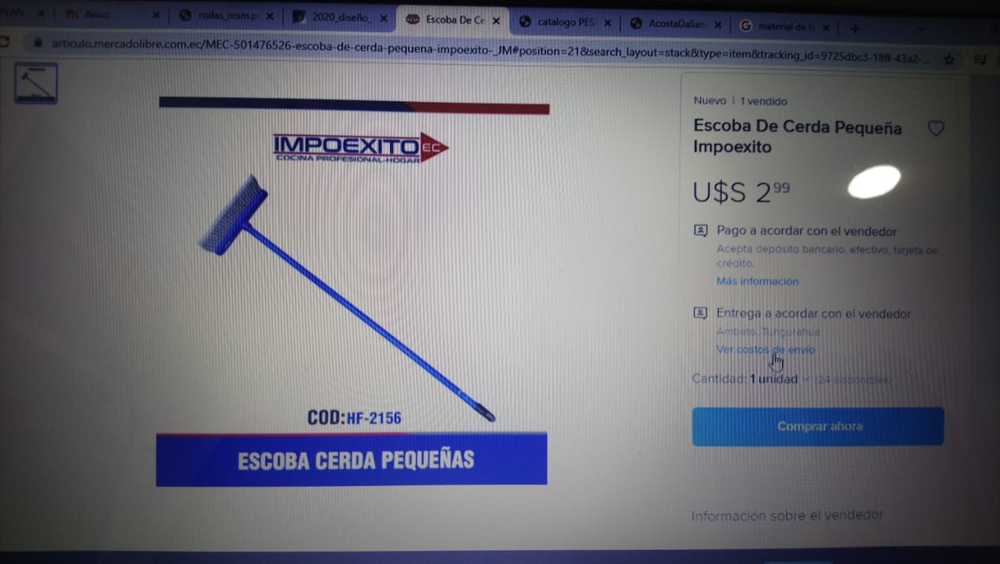 PLAN
Aviso
rodas_msm.p
2020_diseño_
Escoba De Ce
catalogo PES
AcostaDalian
material de li
articulo.mercadolibre.com.ec/MEC-501476526-escoba-de-cerda-pequena-impoexito-_JM#position=21&search_layout=stack&type=item&tracking_id=9725dbc3-18ff-43a2-...
IMPOEXITO EC
COCINA PROFESIONAL-HOGAR
COD:HF-2156
ESCOBA CERDA PEQUEÑAS
Nuevo | 1 vendido
Escoba De Cerda Pequeña
Impoexito
U$S 299
Pago a acordar con el vendedor
Acepta depósito bancario, efectivo, tarjeta de
crédito.
Más información
Entrega a acordar con el vendedor
Ambato, Tungurahua
Ver costos de envío
Cantidad: 1 unidad (24 disponibles)
Comprar ahora
Información sobre el vendedor